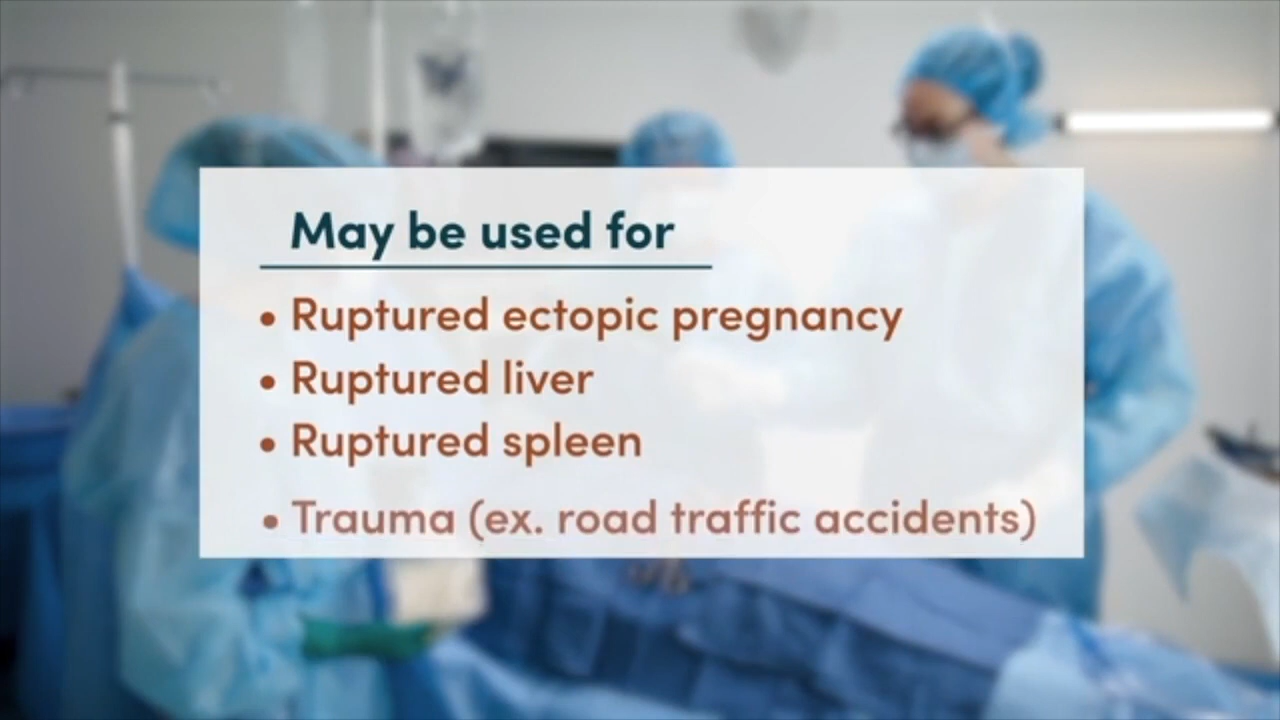 May be used for
• Ruptured ectopic pregnancy
• Ruptured liver
• Ruptured spleen
• Trauma (ex. road traffic accidents)